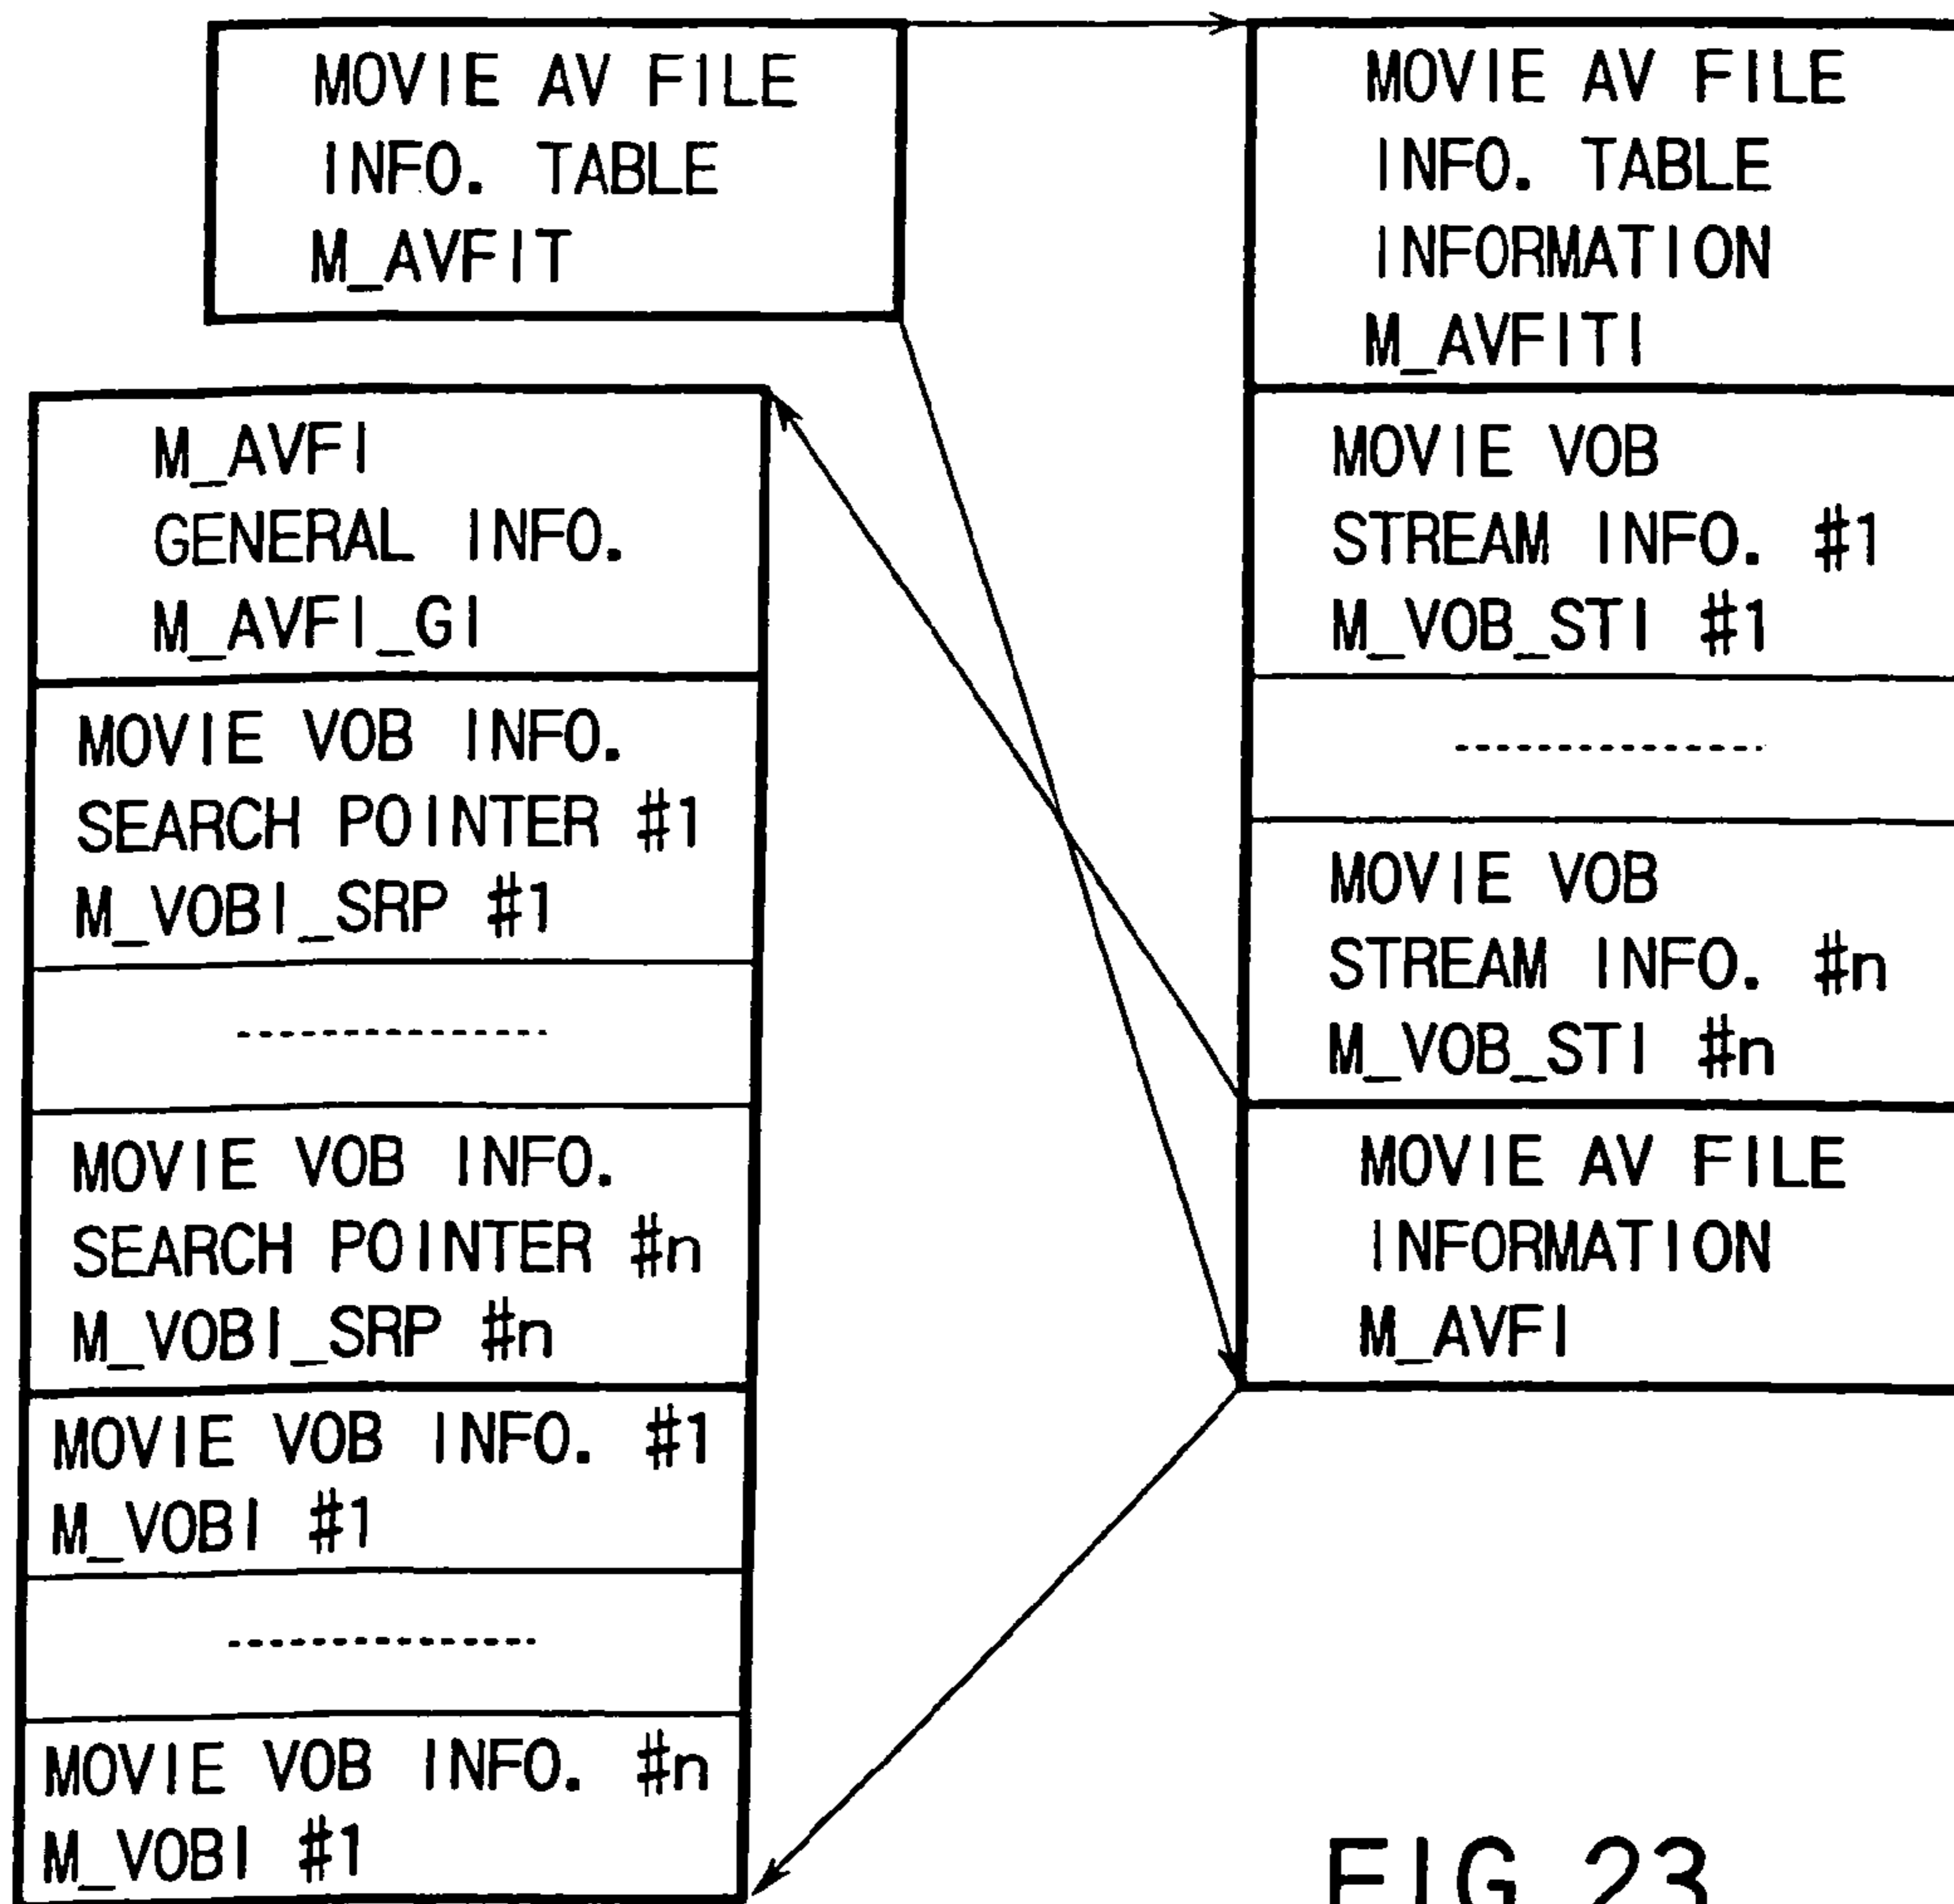 MOVIE AV FILE
INFO. TABLE
M_AVFIT
MOVIE AV FILE
INFO. TABLE
INFORMATION
M_AVFITI
MOVIE VOB
STREAM INFO. #1
M_VOB_STI #1
MOVIE VOB
STREAM INFO. #n
M_VOB_STI #n
MOVIE AV FILE
INFORMATION
M_AVFI
M_AVFI
GENERAL INFO.
M_AVFI_GI
MOVIE VOB INFO.
SEARCH POINTER #1
M_VOBI_SRP #1
MOVIE VOB INFO.
SEARCH POINTER #n
M_VOBI_SRP #n
MOVIE VOB INFO. #1
M_VOBI #1
MOVIE VOB INFO. #n
M_VOBI #1
FIG. 23